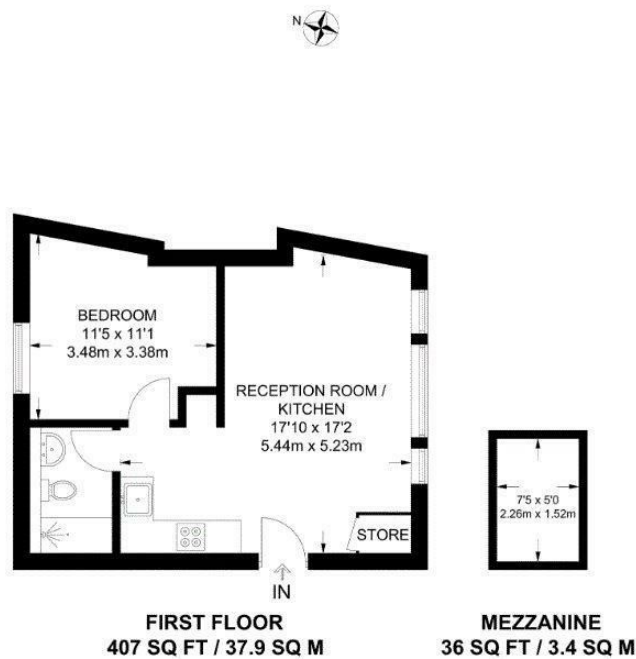 N
BEDROOM
11'5 x 11'1
3.48m x 3.38m
RECEPTION ROOM /
KITCHEN
17'10 x 17'2
5.44m x 5.23m
7'5 x 5'0
2.26m x 1.52m
STORE
IN
FIRST FLOOR
407 SQ FT / 37.9 SQ M
MEZZANINE
36 SQ FT / 3.4 SQ M